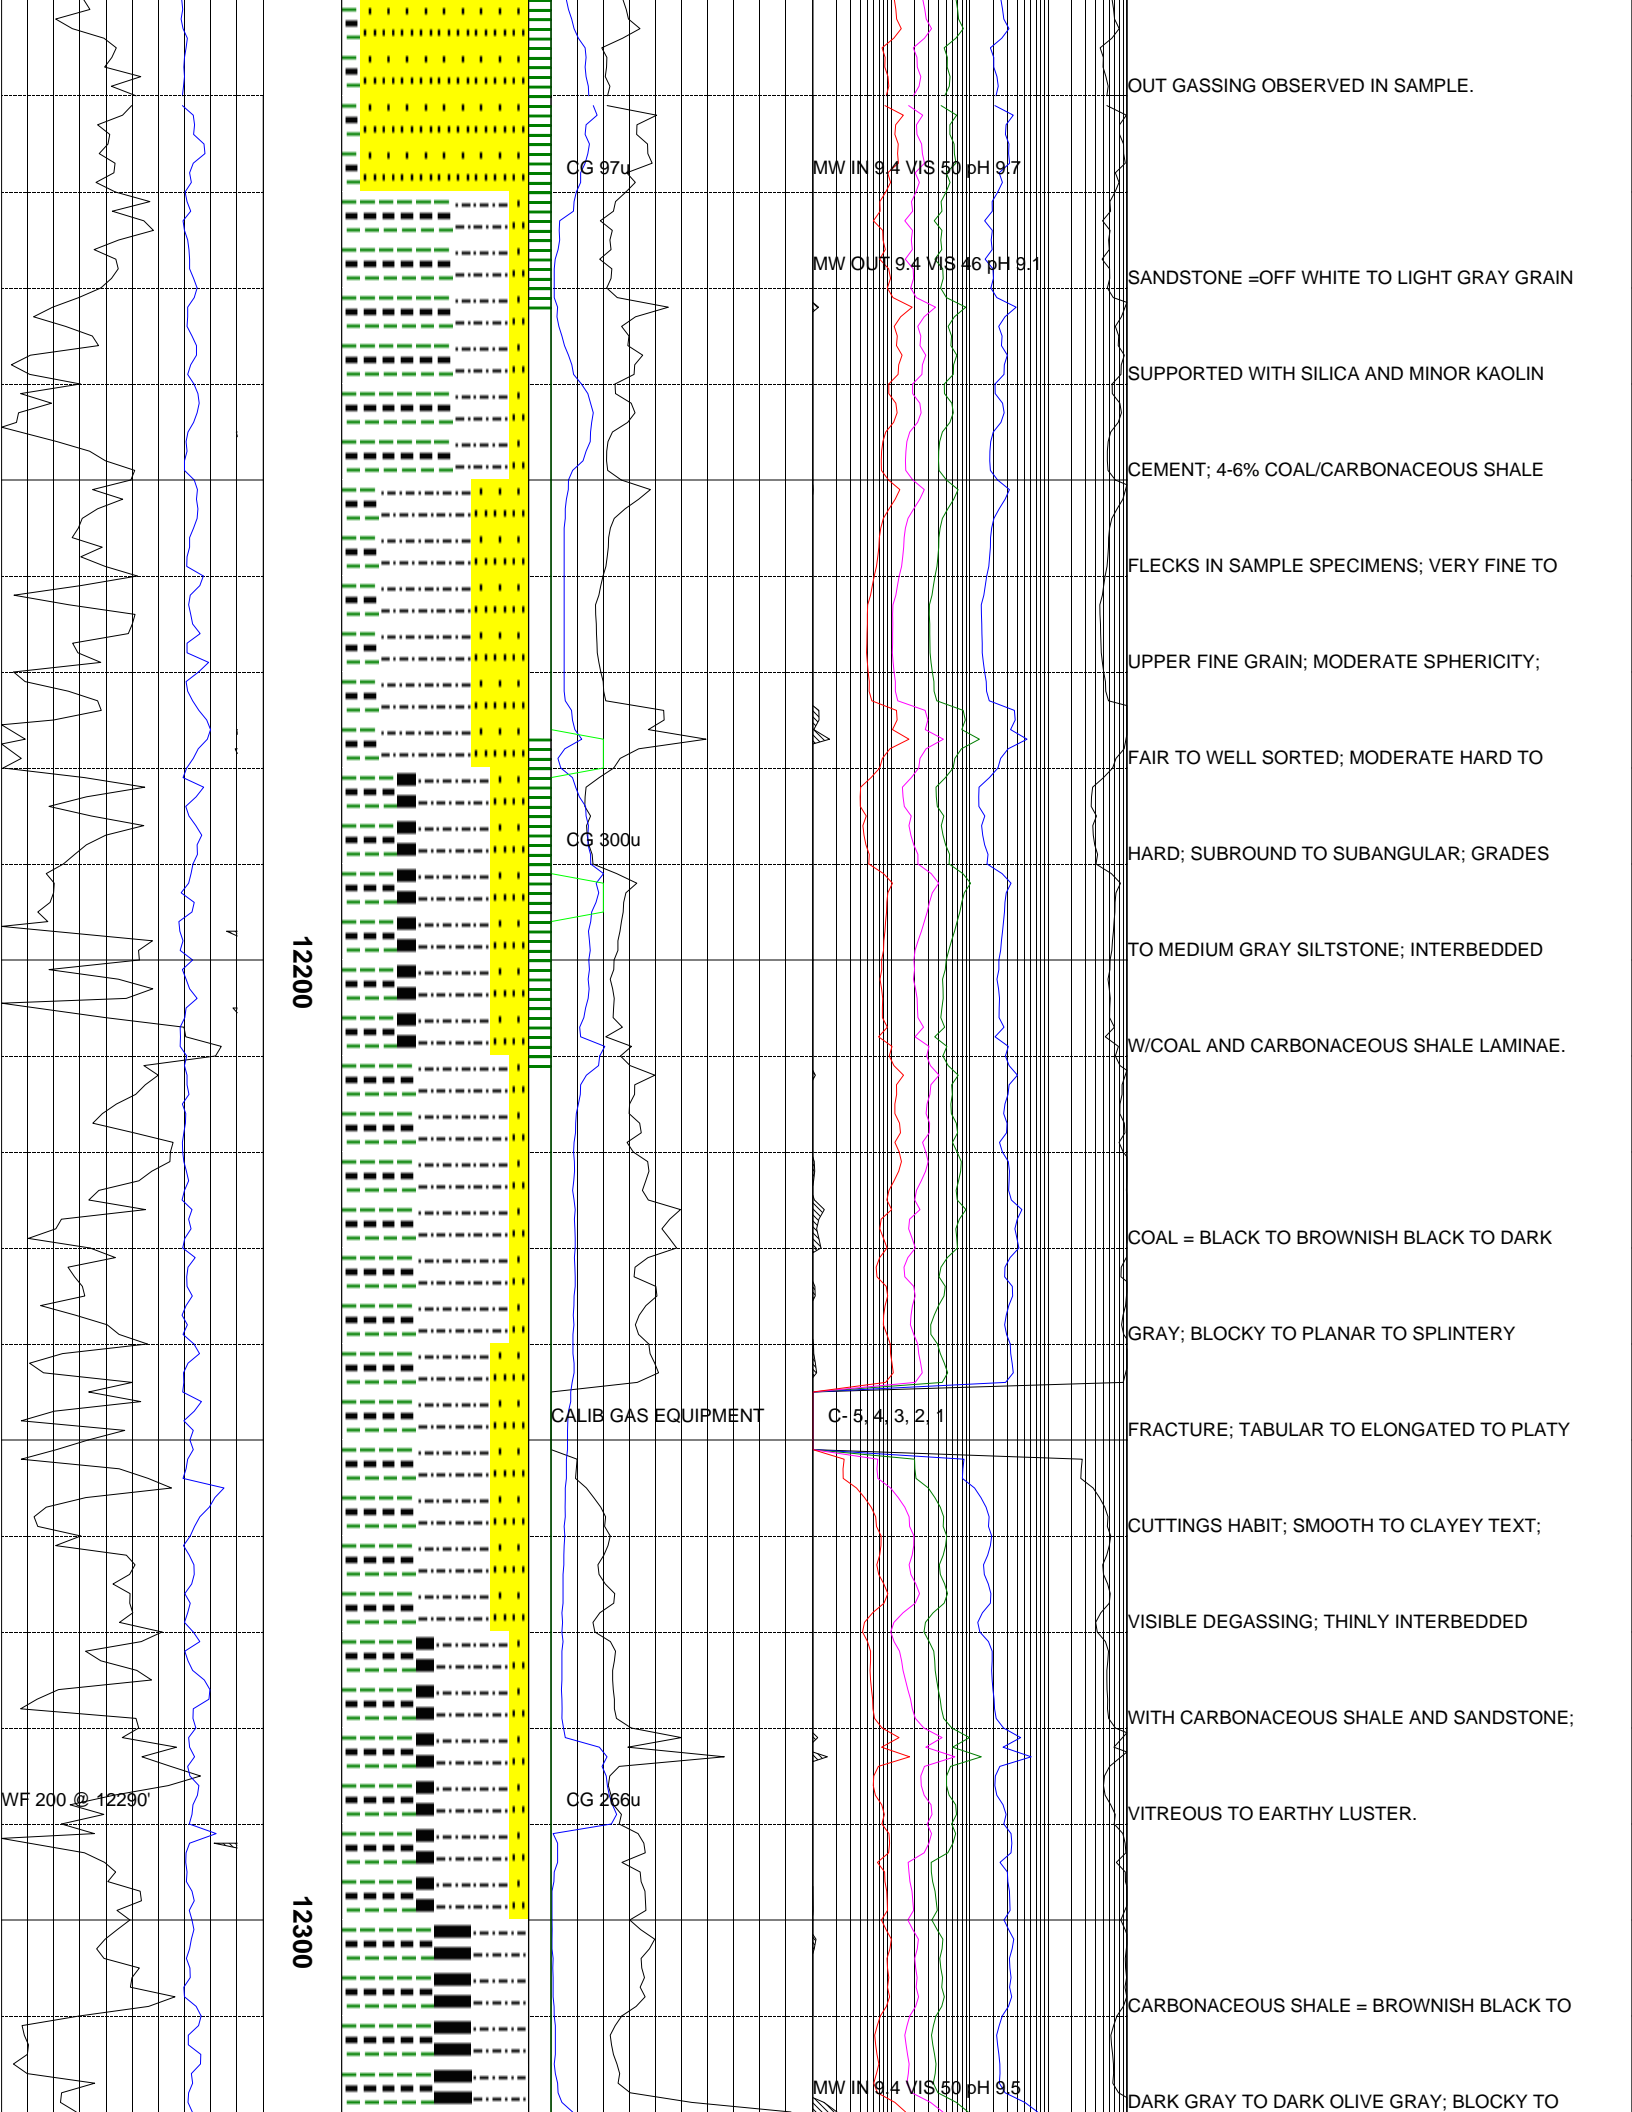 OUT GASSING OBSERVED IN SAMPLE.
CG 97u
MW IN 9.4 VIS 50 pH 9.7
MW OUT 9.4 VIS 46 pH 9.1
SANDSTONE =OFF WHITE TO LIGHT GRAY GRAIN
SUPPORTED WITH SILICA AND MINOR KAOLIN
CEMENT; 4-6% COAL/CARBONACEOUS SHALE
FLECKS IN SAMPLE SPECIMENS; VERY FINE TO
UPPER FINE GRAIN; MODERATE SPHERICITY;
FAIR TO WELL SORTED; MODERATE HARD TO
CG 300u
HARD; SUBROUND TO SUBANGULAR; GRADES
12200
TO MEDIUM GRAY SILTSTONE; INTERBEDDED
W/COAL AND CARBONACEOUS SHALE LAMINAE.
COAL = BLACK TO BROWNISH BLACK TO DARK
GRAY; BLOCKY TO PLANAR TO SPLINTERY
CALIB GAS EQUIPMENT
C- 5, 4, 3, 2, 1
FRACTURE; TABULAR TO ELONGATED TO PLATY
CUTTINGS HABIT; SMOOTH TO CLAYEY TEXT;
VISIBLE DEGASSING; THINLY INTERBEDDED
WITH CARBONACEOUS SHALE AND SANDSTONE;
WF 200 @ 12290'
CG 266u
VITREOUS TO EARTHY LUSTER.
12300
CARBONACEOUS SHALE = BROWNISH BLACK TO
MW IN 9.4 VIS 50 pH 9.5
DARK GRAY TO DARK OLIVE GRAY; BLOCKY TO